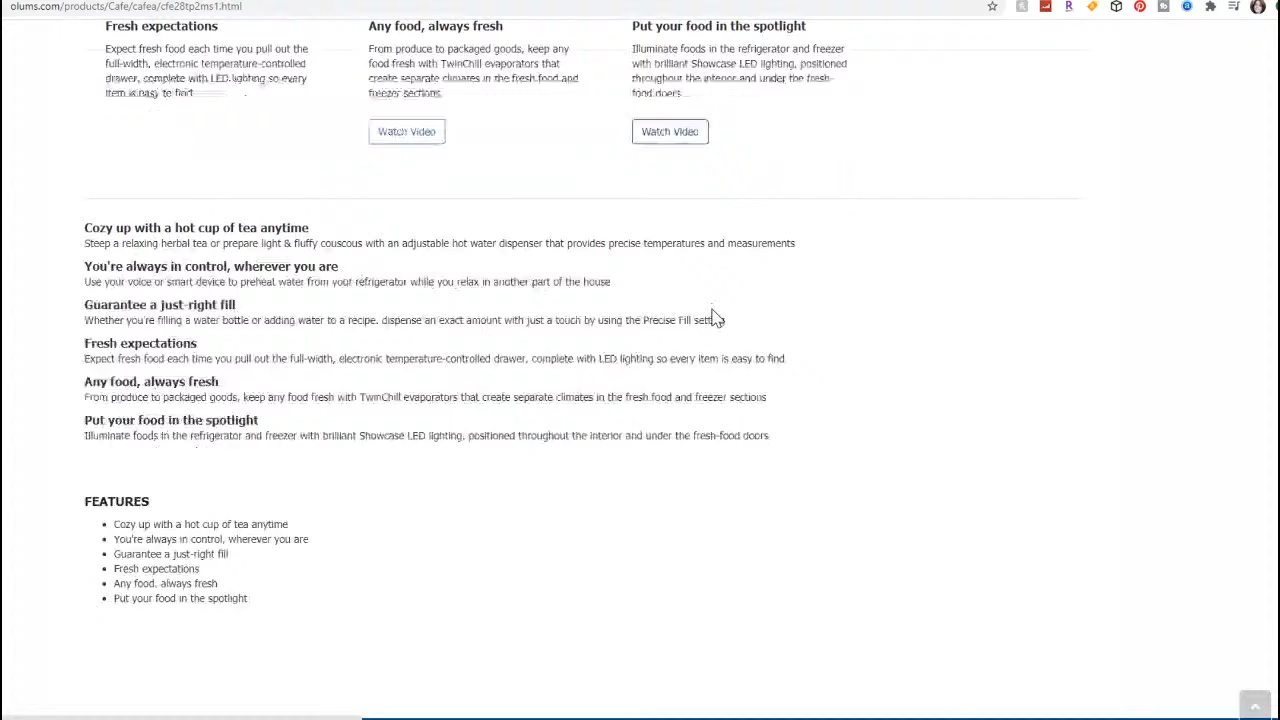 olums.com/products/Cafe/cafea/cfe28tp2ms1.html
Fresh expectations
Expect fresh food each time you pull out the
full-width, electronic temperature-controlled
drawer, complete with LED lighting so every
item is easy to find
Any food, always fresh
From produce to packaged goods, keep any
food fresh with TwinChill evaporators that
create separate climates in the fresh food and
freezer sections
Watch Video
Put your food in the spotlight
Illuminate foods in the refrigerator and freezer
with brilliant Showcase LED lighting, positioned
throughout the interior and under the fresh-
food doors
Watch Video
Cozy up with a hot cup of tea anytime
Steep a relaxing herbal tea or prepare light & fluffy couscous with an adjustable hot water dispenser that provides precise temperatures and measurements
You're always in control, wherever you are
Use your voice or smart device to preheat water from your refrigerator while you relax in another part of the house
Guarantee a just-right fill
Whether you're filling a water bottle or adding water to a recipe, dispense an exact amount with just a touch by using the Precise Fill
Fresh expectations
Expect fresh food each time you pull out the full-width, electronic temperature-controlled drawer, complete with LED lighting so every item is easy to find
Any food, always fresh
From produce to packaged goods, keep any food fresh with TwinChill evaporators that create separate climates in the fresh food and freezer sections
Put your food in the spotlight
Illuminate foods in the refrigerator and freezer with brilliant Showcase LED lighting, positioned throughout the interior and under the fresh-food doors
FEATURES
Cozy up with a hot cup of tea anytime
You're always in control, wherever you are
Guarantee a just-right fill
Fresh expectations
Any food, always fresh
Put your food in the spotlight